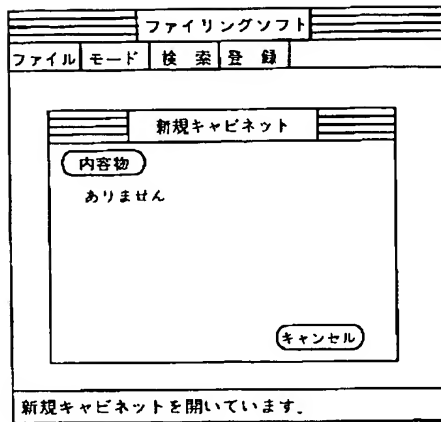 ファイリングソフト
ファイル モード 検 索 登 録
新規キャビネット
内容物
ありません
キャンセル
新規キャビネットを開いています.